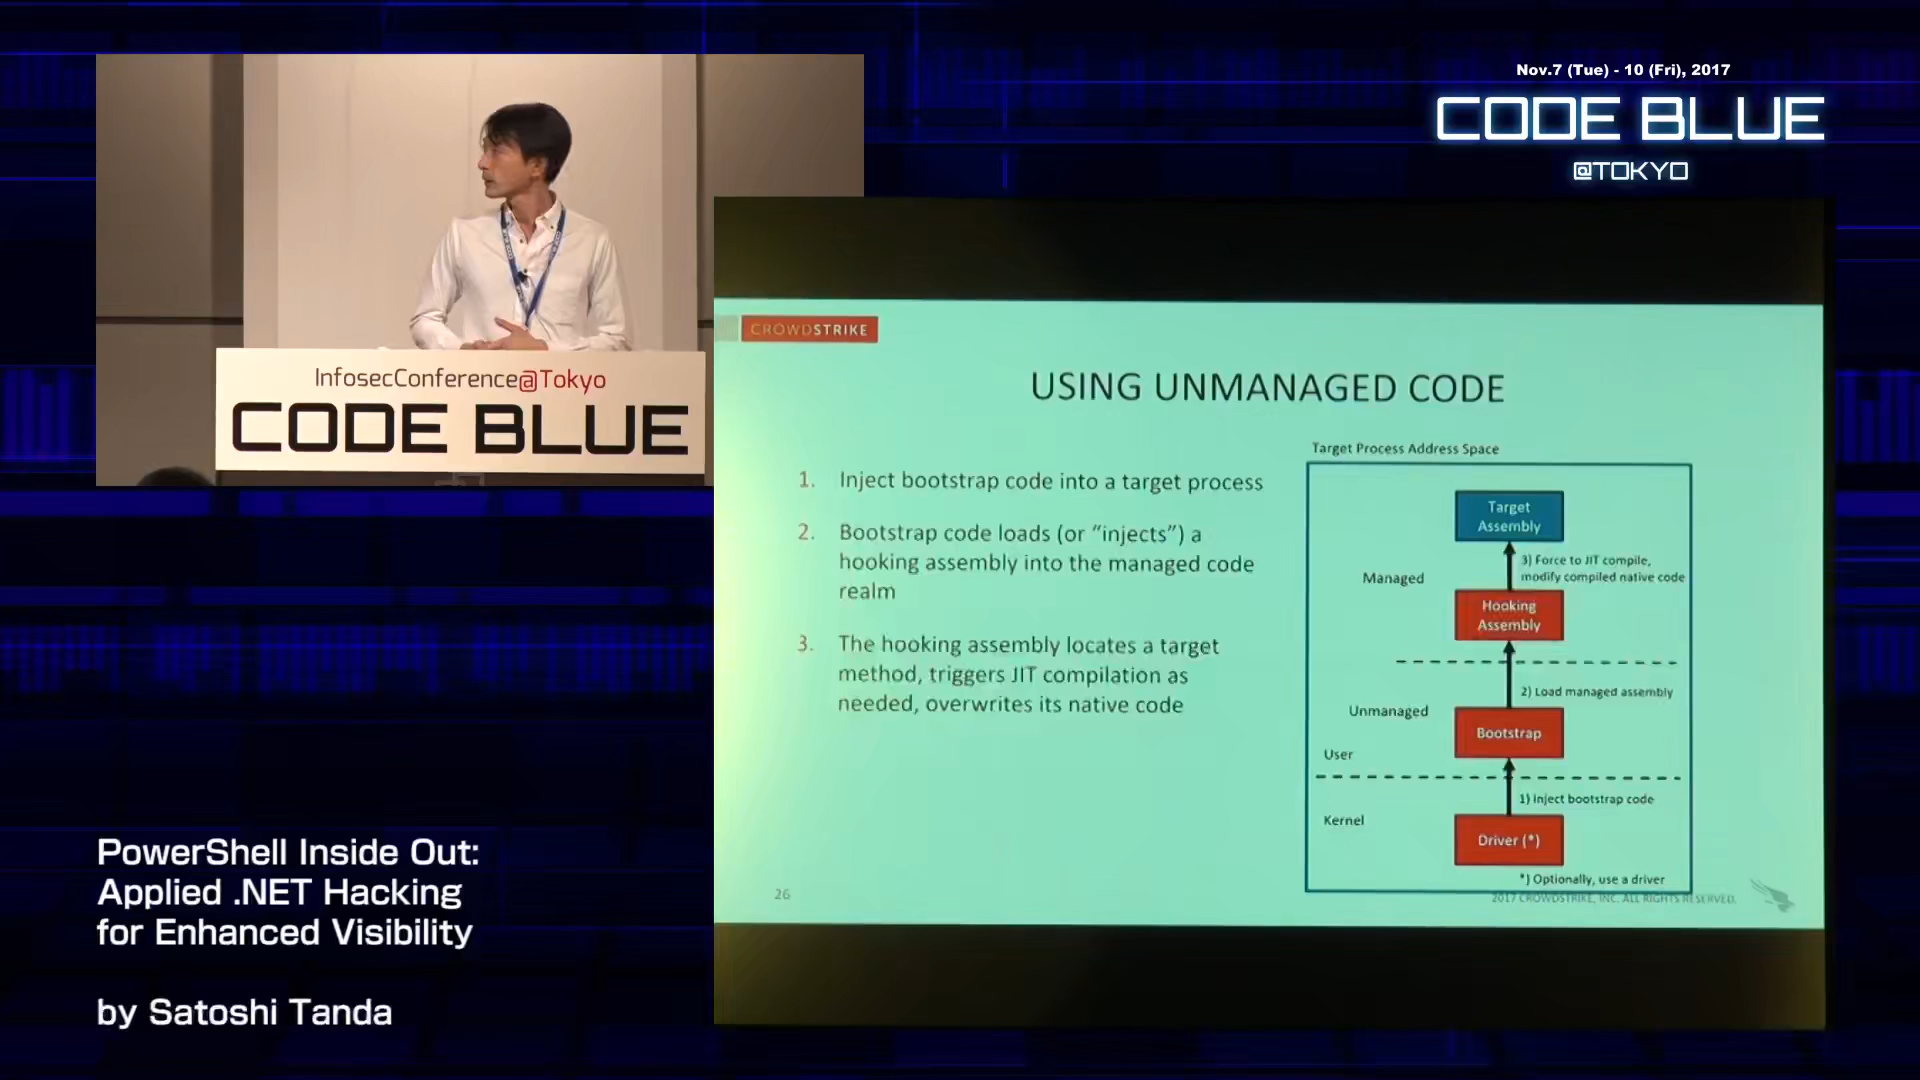 Nov.7 (Tue) - 10 (Fri), 2017
CODE BLUE
@TOKYO
InfosecConference@Tokyo
CODE BLUE
CROWDSTRIKE
USING UNMANAGED CODE
1. Inject bootstrap code into a target process
2. Bootstrap code loads (or “injects”) a
hooking assembly into the managed code
realm
3. The hooking assembly locates a target
method, triggers JIT compilation as
needed, overwrites its native code
Target Process Address Space
Target
Assembly
3) Force to JIT compile,
modify compiled native code
Managed
Hooking
Assembly
2) Load managed assembly
Unmanaged
Bootstrap
User
1) Inject bootstrap code
Kernel
Driver (*)
*) Optionally, use a driver
26
2017 CROWDSTRIKE, INC. ALL RIGHTS RESERVED.
PowerShell Inside Out:
Applied .NET Hacking
for Enhanced Visibility
by Satoshi Tanda